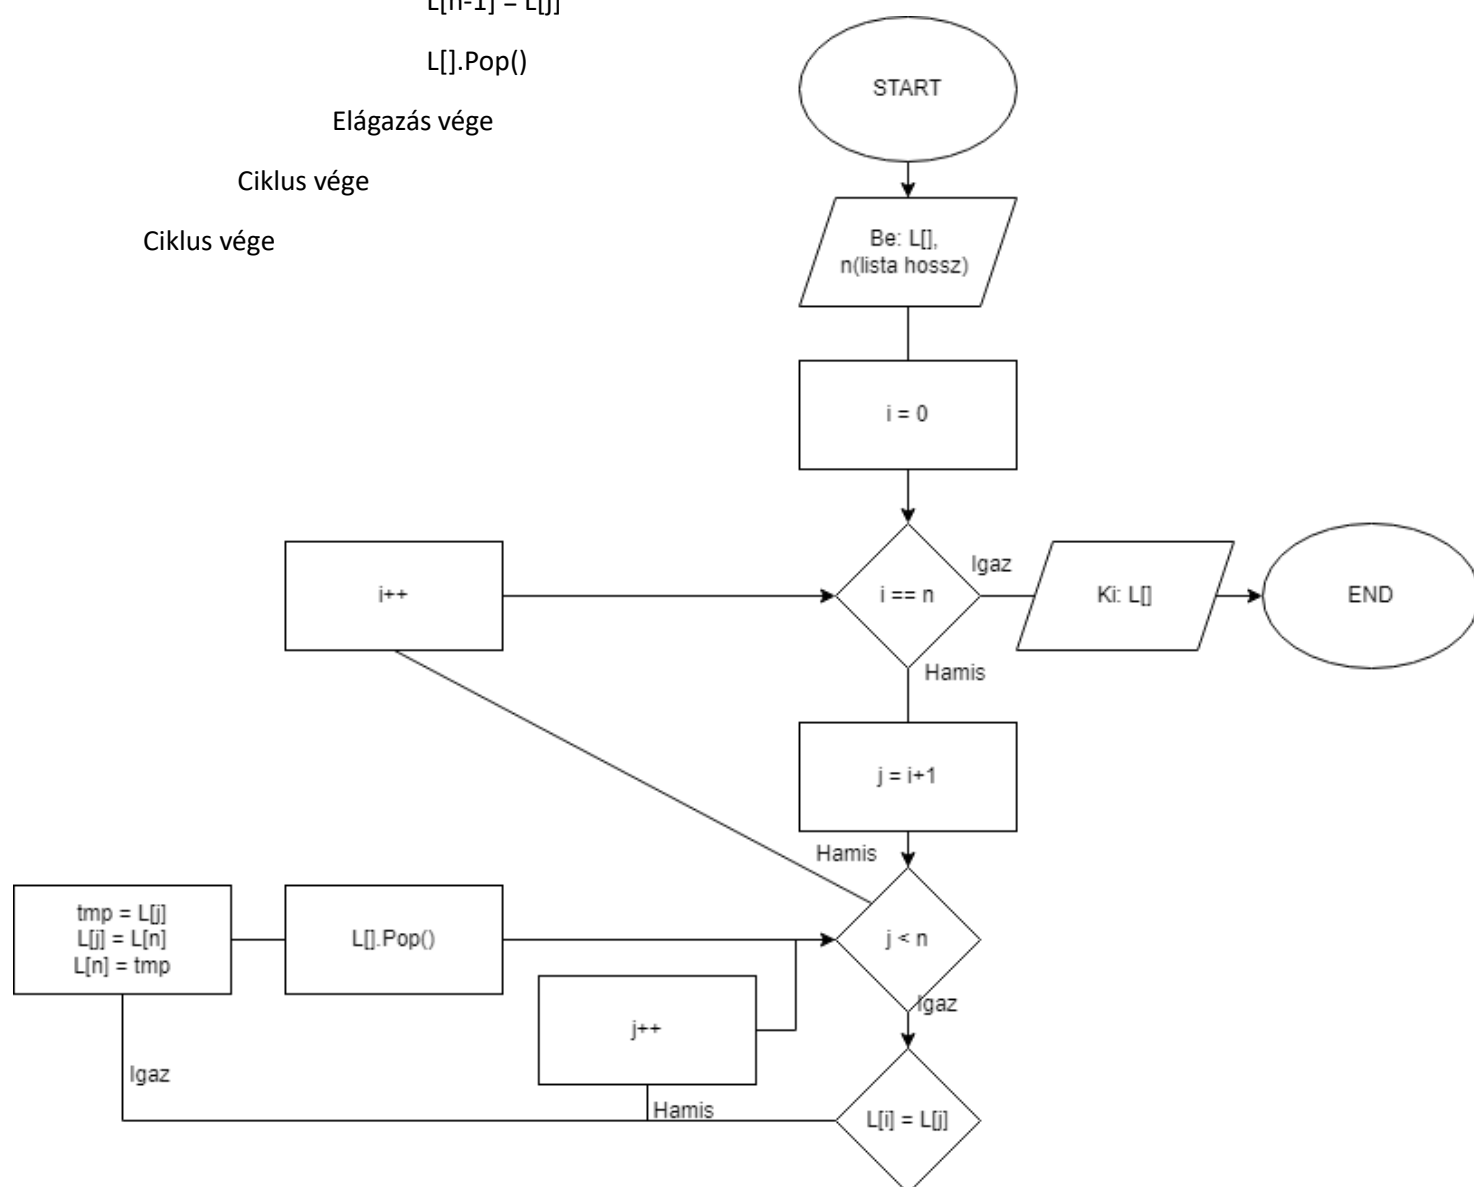 L[n-1] = L[j]
L[].Pop()
Elágazás vége
Ciklus vége
Ciklus vége
START
Be: L[],
n(lista hossz)
i = 0
i++
i == n
Igaz
Ki: L[]
END
Hamis
j = i+1
Hamis
tmp = L[j]
L[j] = L[n]
L[n] = tmp
L[].Pop()
j < n
Igaz
j++
Igaz
Hamis
L[i] = L[j]